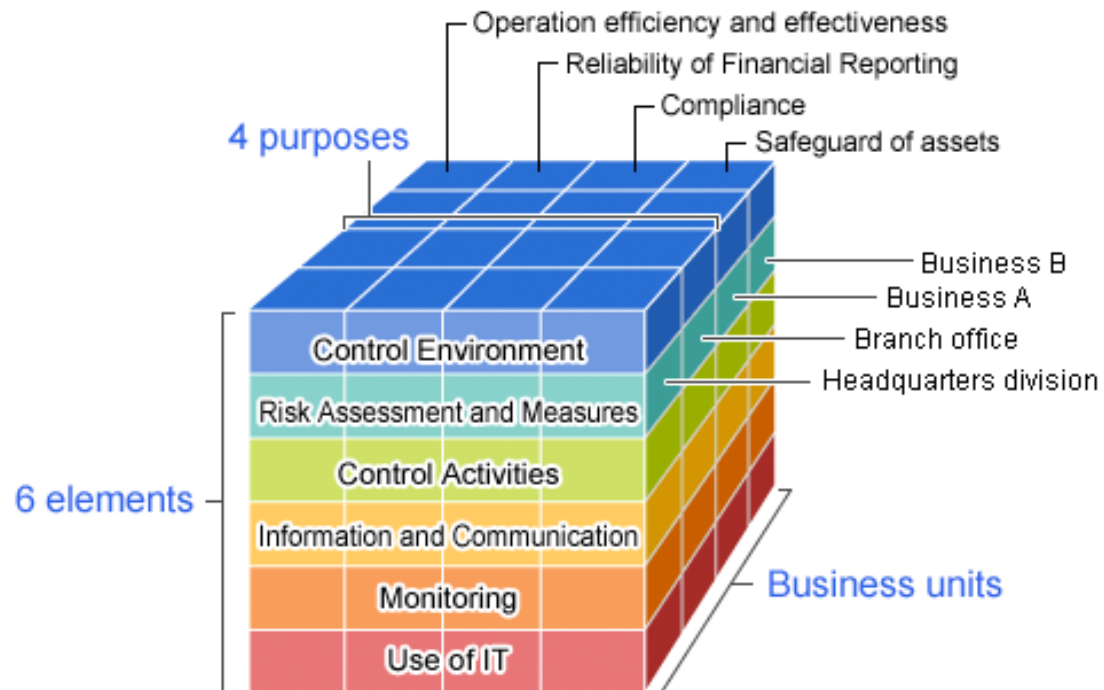 Operation efficiency and effectiveness
Reliability of Financial Reporting
Compliance
4 purposes
Safeguard of assets
Business B
Business A
Branch office
Headquarters division
Control Environment
Risk Assessment and Measures
Control Activities
6 elements
Information and Communication
Monitoring
Business units
Use of IT